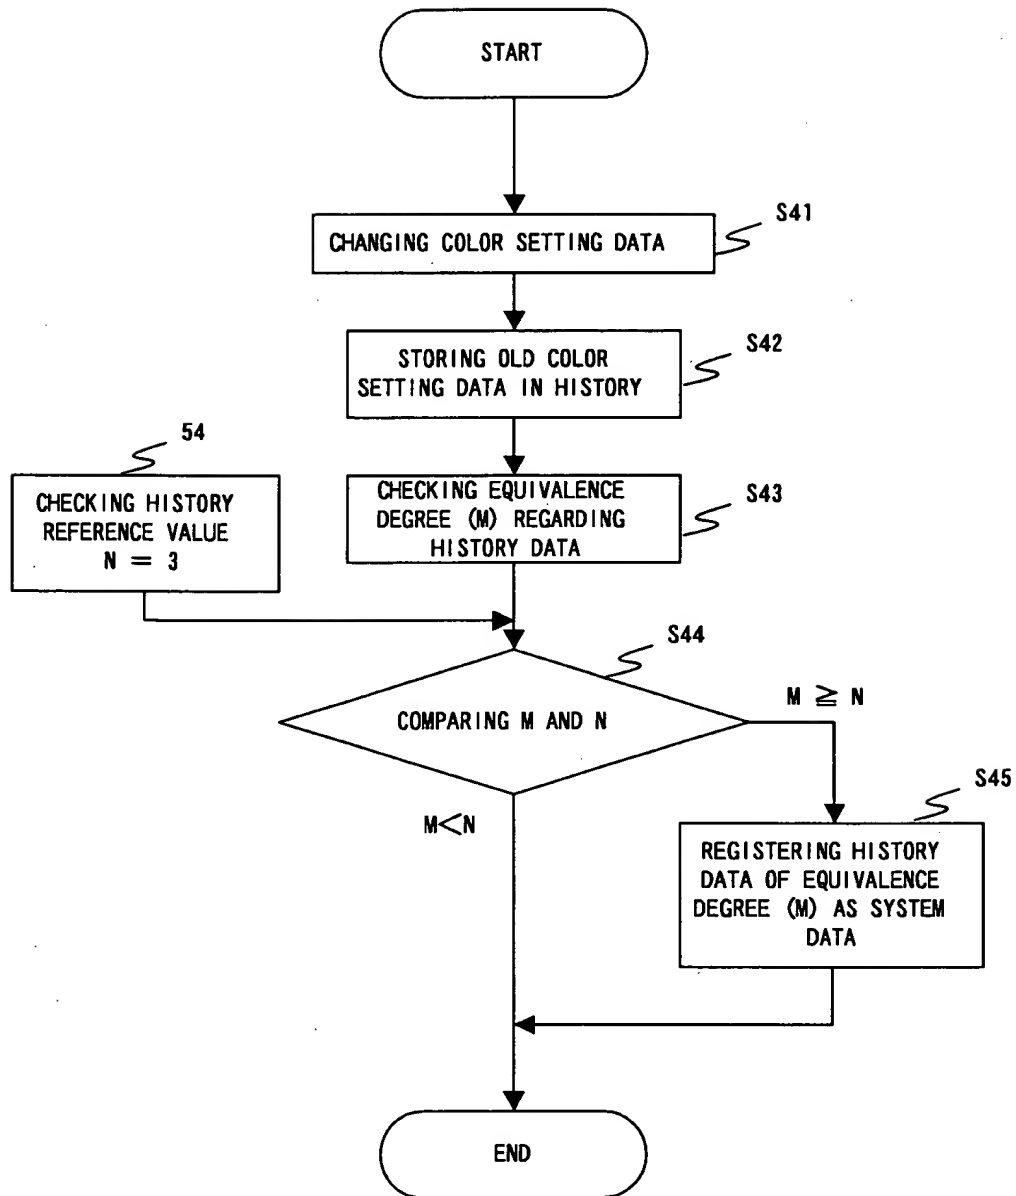 START
S41
CHANGING COLOR SETTING DATA
S42
STORING OLD COLOR
SETTING DATA IN HISTORY
54
CHECKING HISTORY
REFERENCE VALUE
N = 3
S43
CHECKING EQUIVALENCE
DEGREE (M) REGARDING
HISTORY DATA
S44
COMPARING M AND N
M ≧ N
M<N
S45
REGISTERING HISTORY
DATA OF EQUIVALENCE
DEGREE (M) AS SYSTEM
DATA
END